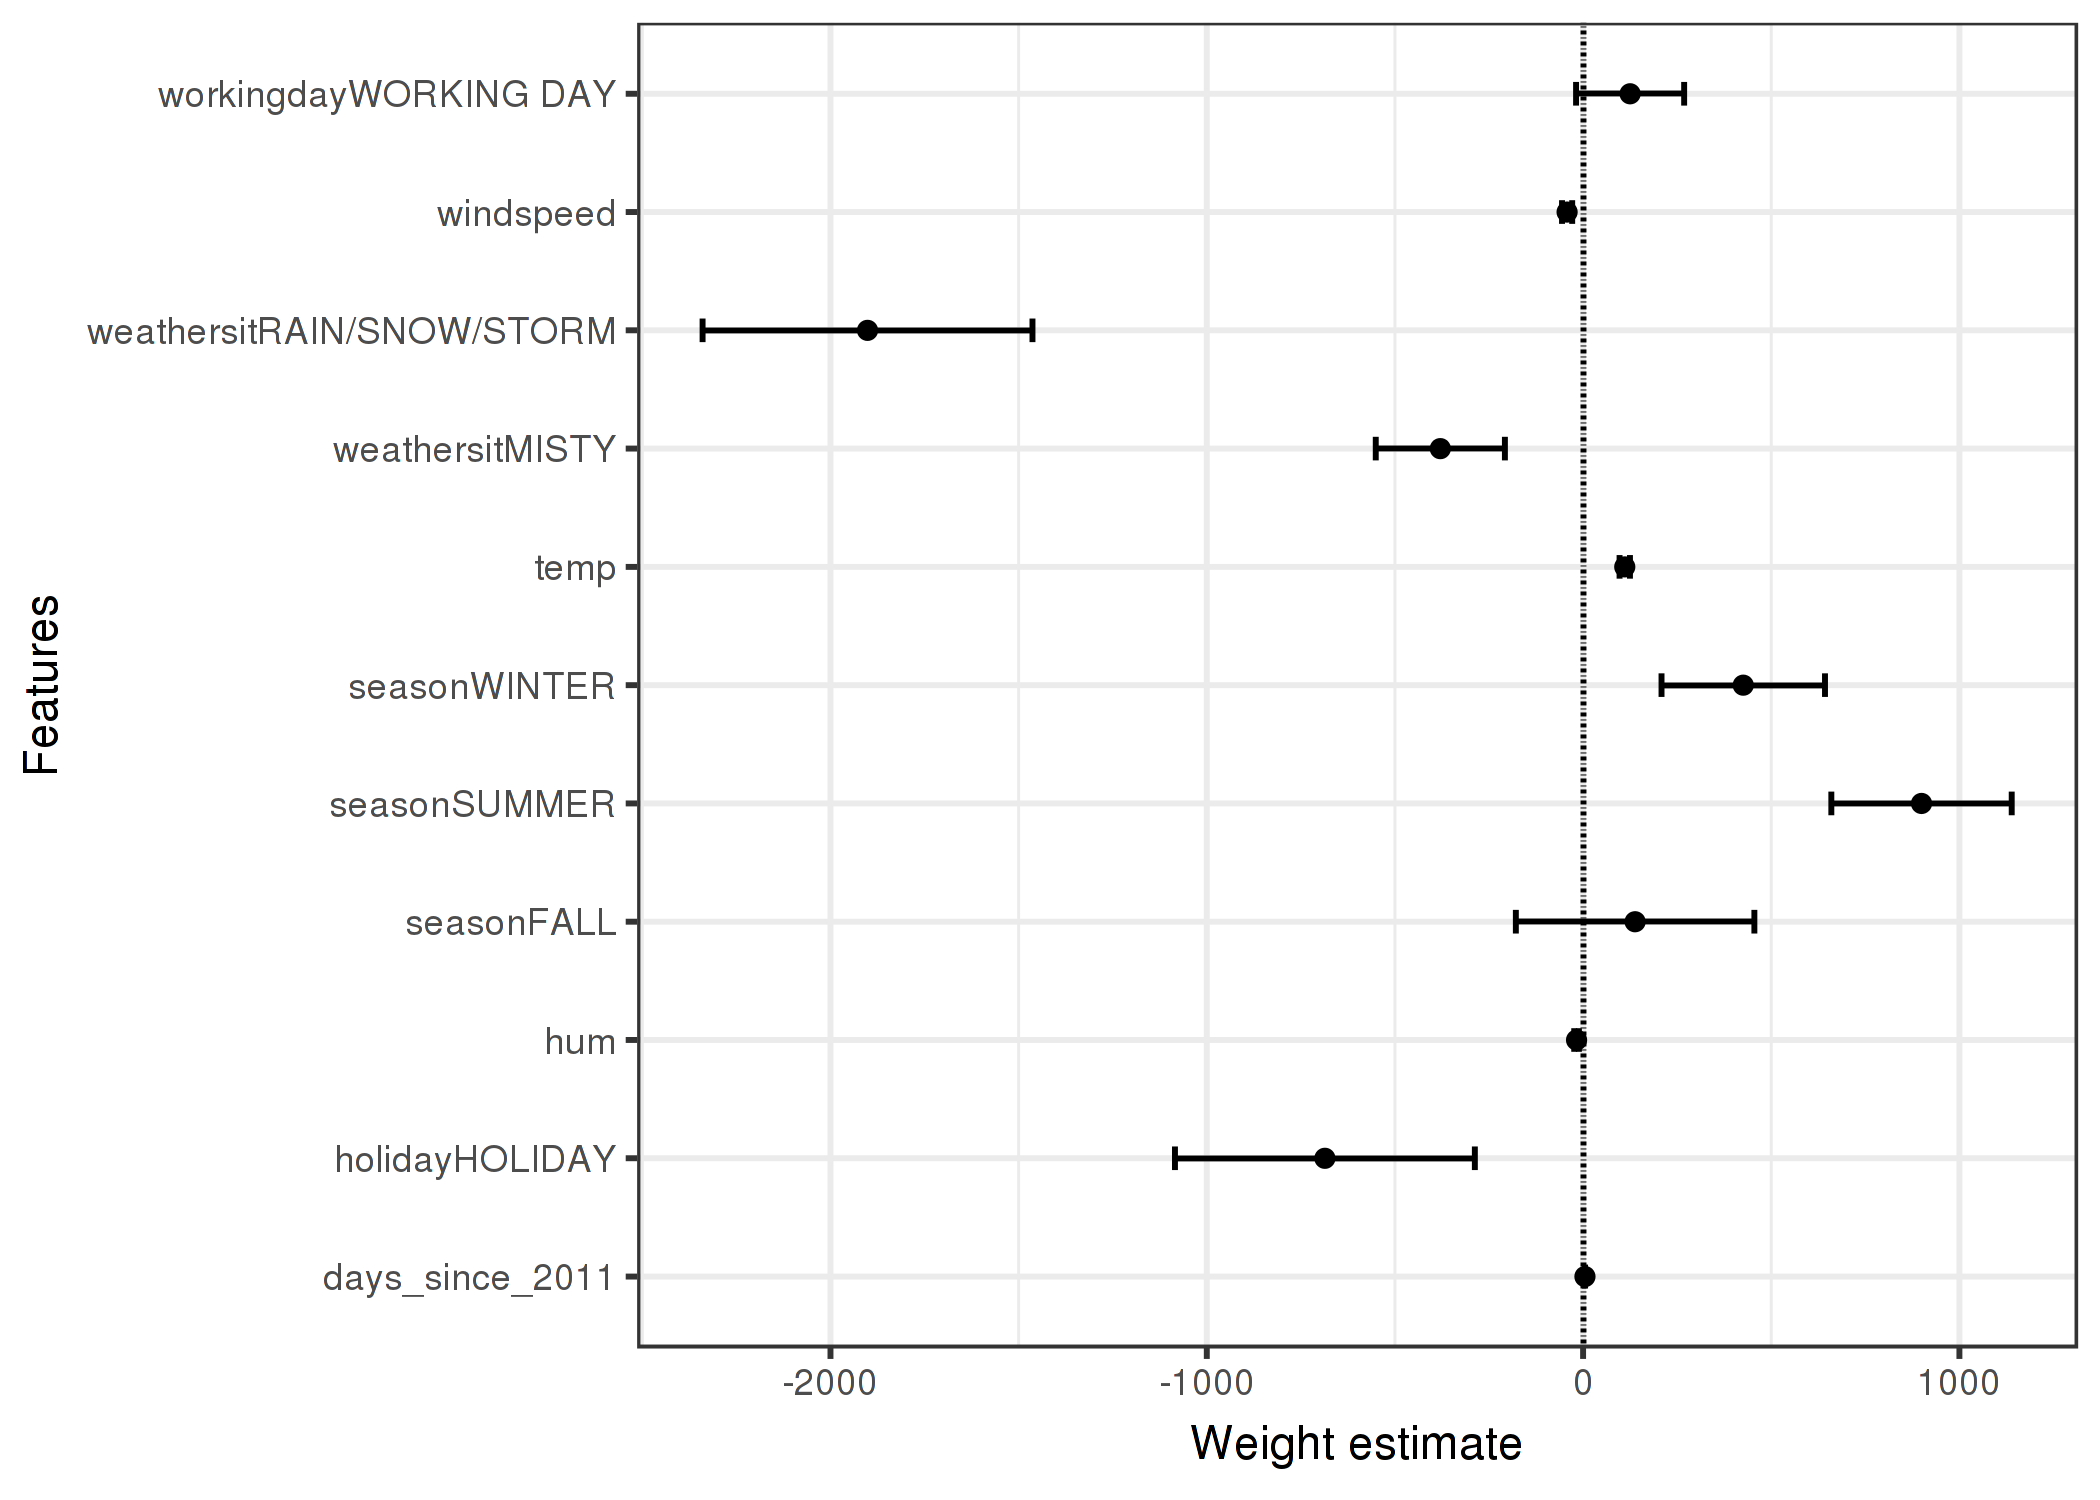 workingdayWORKING DAY
windspeed
weathersitRAIN/SNOW/STORM
weathersitMISTY
temp
seasonWINTER
seasonSUMMER
seasonFALL
hum
holidayHOLIDAY
days_since_2011
Features
-2000 -1000 0 1000
Weight estimate